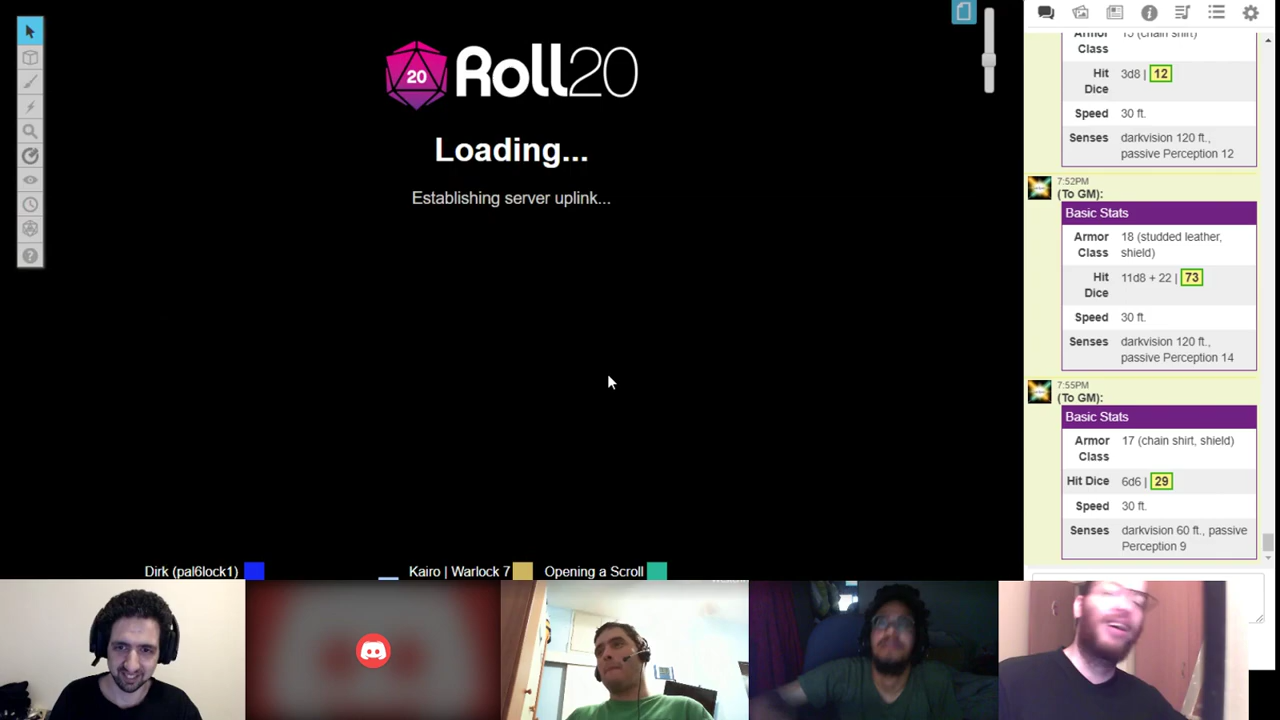 20 Roll20
Loading...
Establishing server uplink...
Armor Class
Hit Dice 3d8 | 12
Speed 30 ft.
Senses darkvision 120 ft., passive Perception 12
7:52PM
(To GM):
Basic Stats
Armor Class 18 (studded leather, shield)
Hit Dice 11d8 + 22 | 73
Speed 30 ft.
Senses darkvision 120 ft., passive Perception 14
7:55PM
(To GM):
Basic Stats
Armor Class 17 (chain shirt, shield)
Hit Dice 6d6 | 29
Speed 30 ft.
Senses darkvision 60 ft., passive Perception 9
Dirk (pal6lock1)
Kairo | Warlock 7
Opening a Scroll